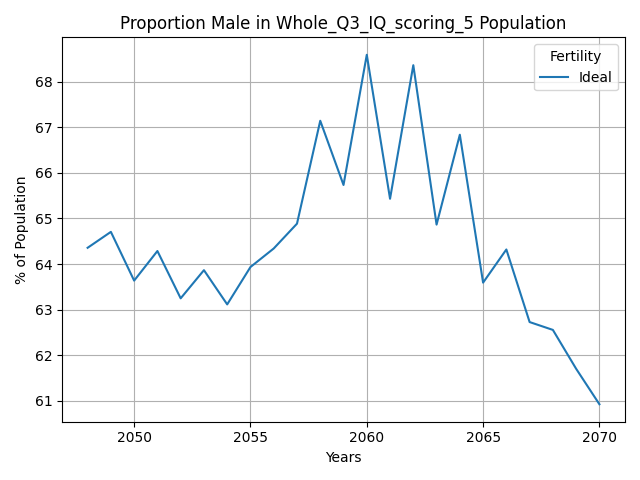 Proportion Male in Whole_Q3_IQ_scoring_5 Population
Fertility
Ideal
% of Population
68
67
66
65
64
63
62
61
2050 2055 2060 2065 2070
Years